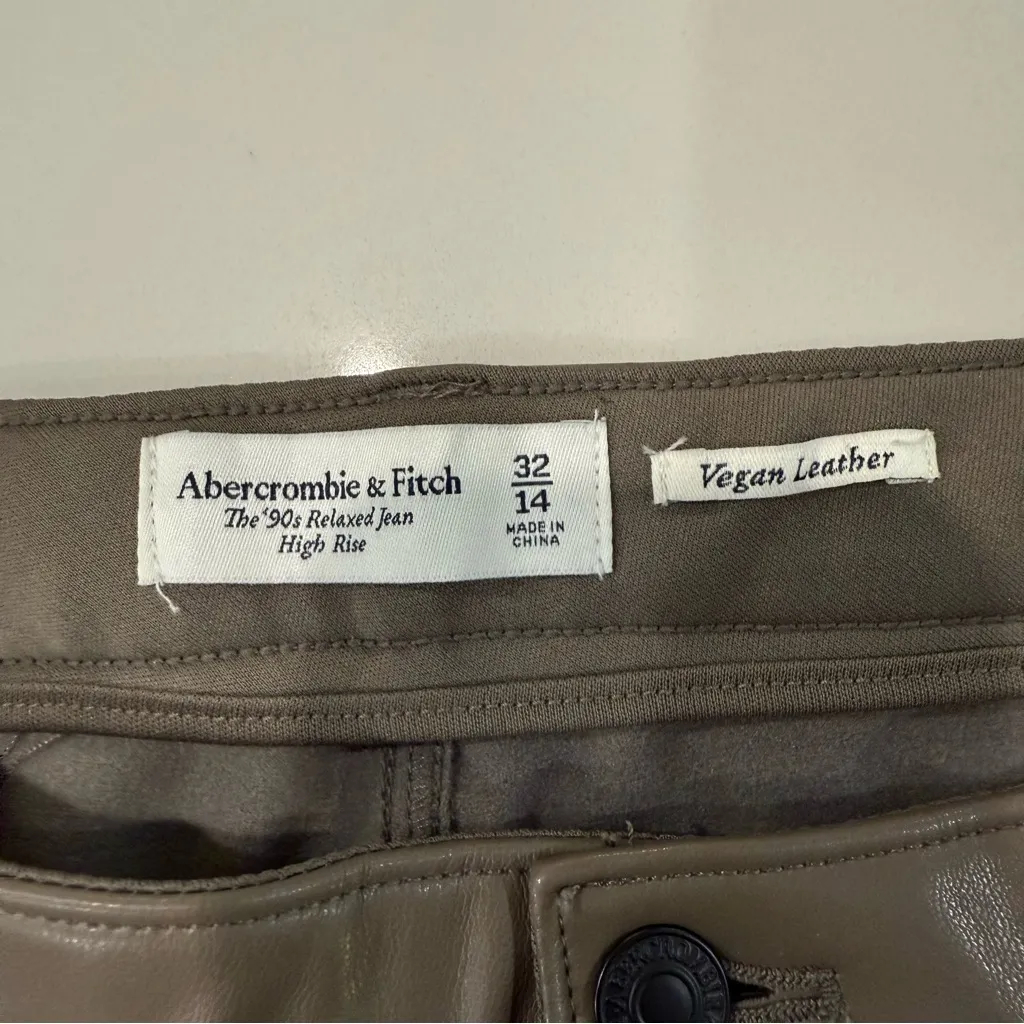 Abercrombie & Fitch
The '90s Relaxed Jean
High Rise
32
14
MADE IN
CHINA
Vegan Leather